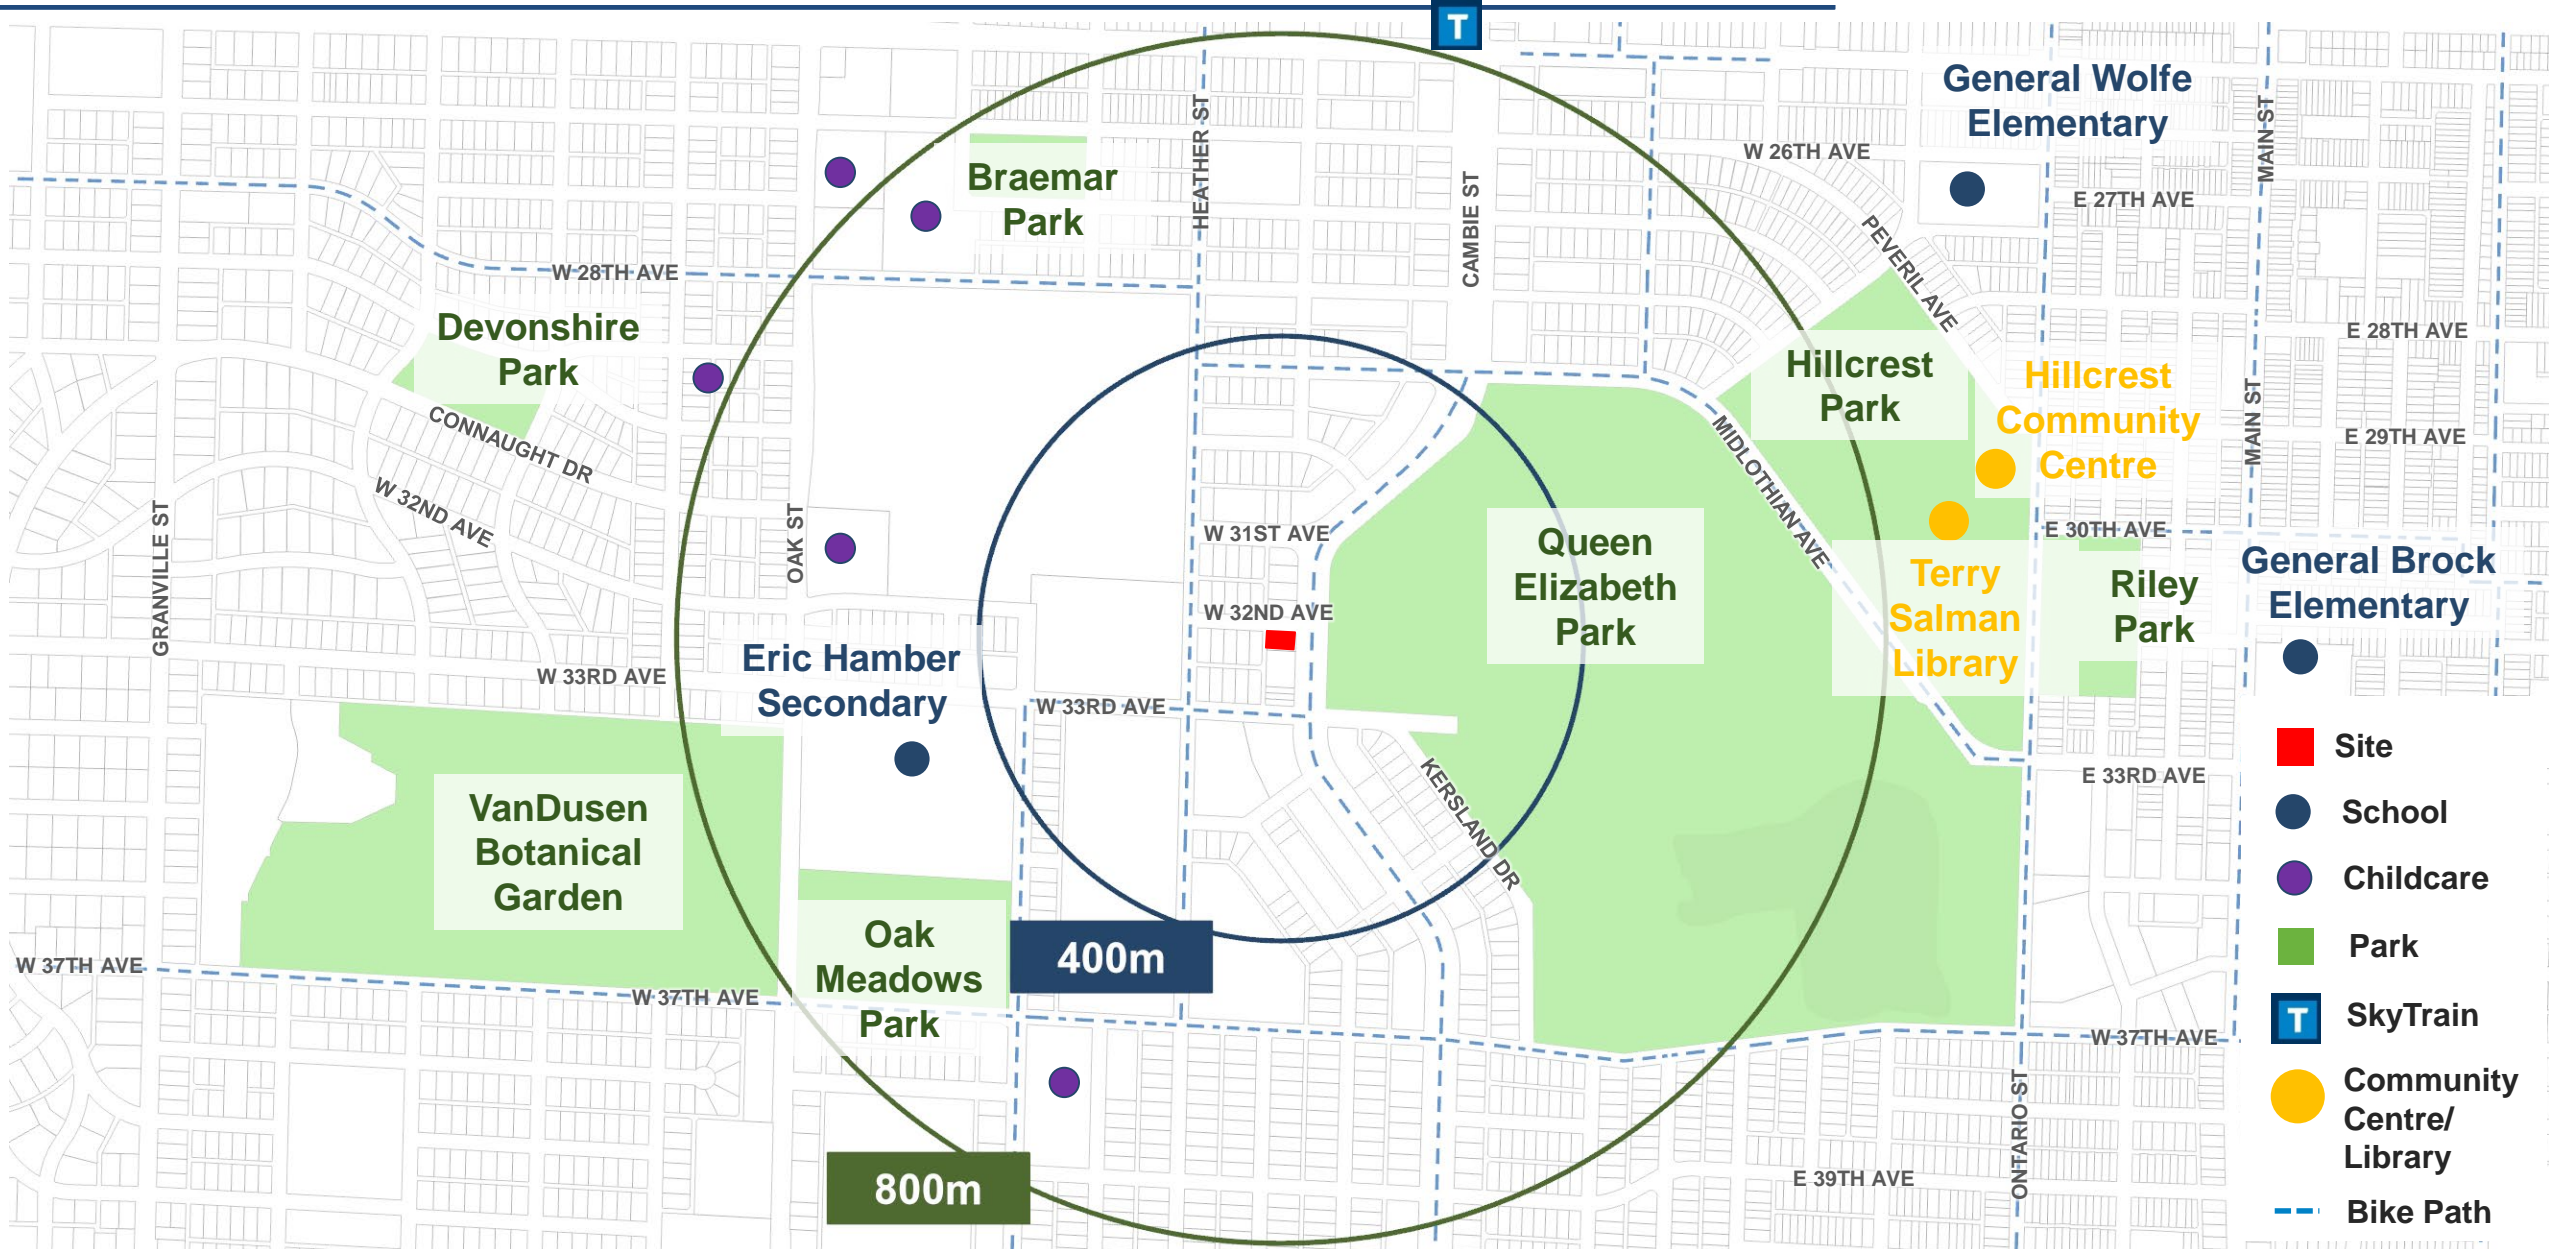 T
General Wolfe
Elementary
HEATHER ST
MAIN ST
W 26TH AVE
Braemar
Park
CAMBIE ST
E 27TH AVE
PEVERIL AVE
W 28TH AVE
Devonshire
Park
E 28TH AVE
Hillcrest
Park
Hillcrest
Community
Centre
CONNAUGHT DR
MIDLOTHIAN AVE
MAIN ST
E 29TH AVE
W 32ND AVE
GRANVILLE ST
OAK ST
W 31ST AVE
Queen
Elizabeth
Park
E 30TH AVE
Terry
Salman
Library
Riley
Park
General Brock
Elementary
W 32ND AVE
Eric Hamber
Secondary
W 33RD AVE
W 33RD AVE
KERSLAND DR
E 33RD AVE
VanDusen
Botanical
Garden
Oak
Meadows
Park
400m
W 37TH AVE
W 37TH AVE
W 37TH AVE
ONTARIO ST
800m
E 39TH AVE
Site
School
Childcare
Park
T
SkyTrain
Community
Centre/
Library
Bike Path